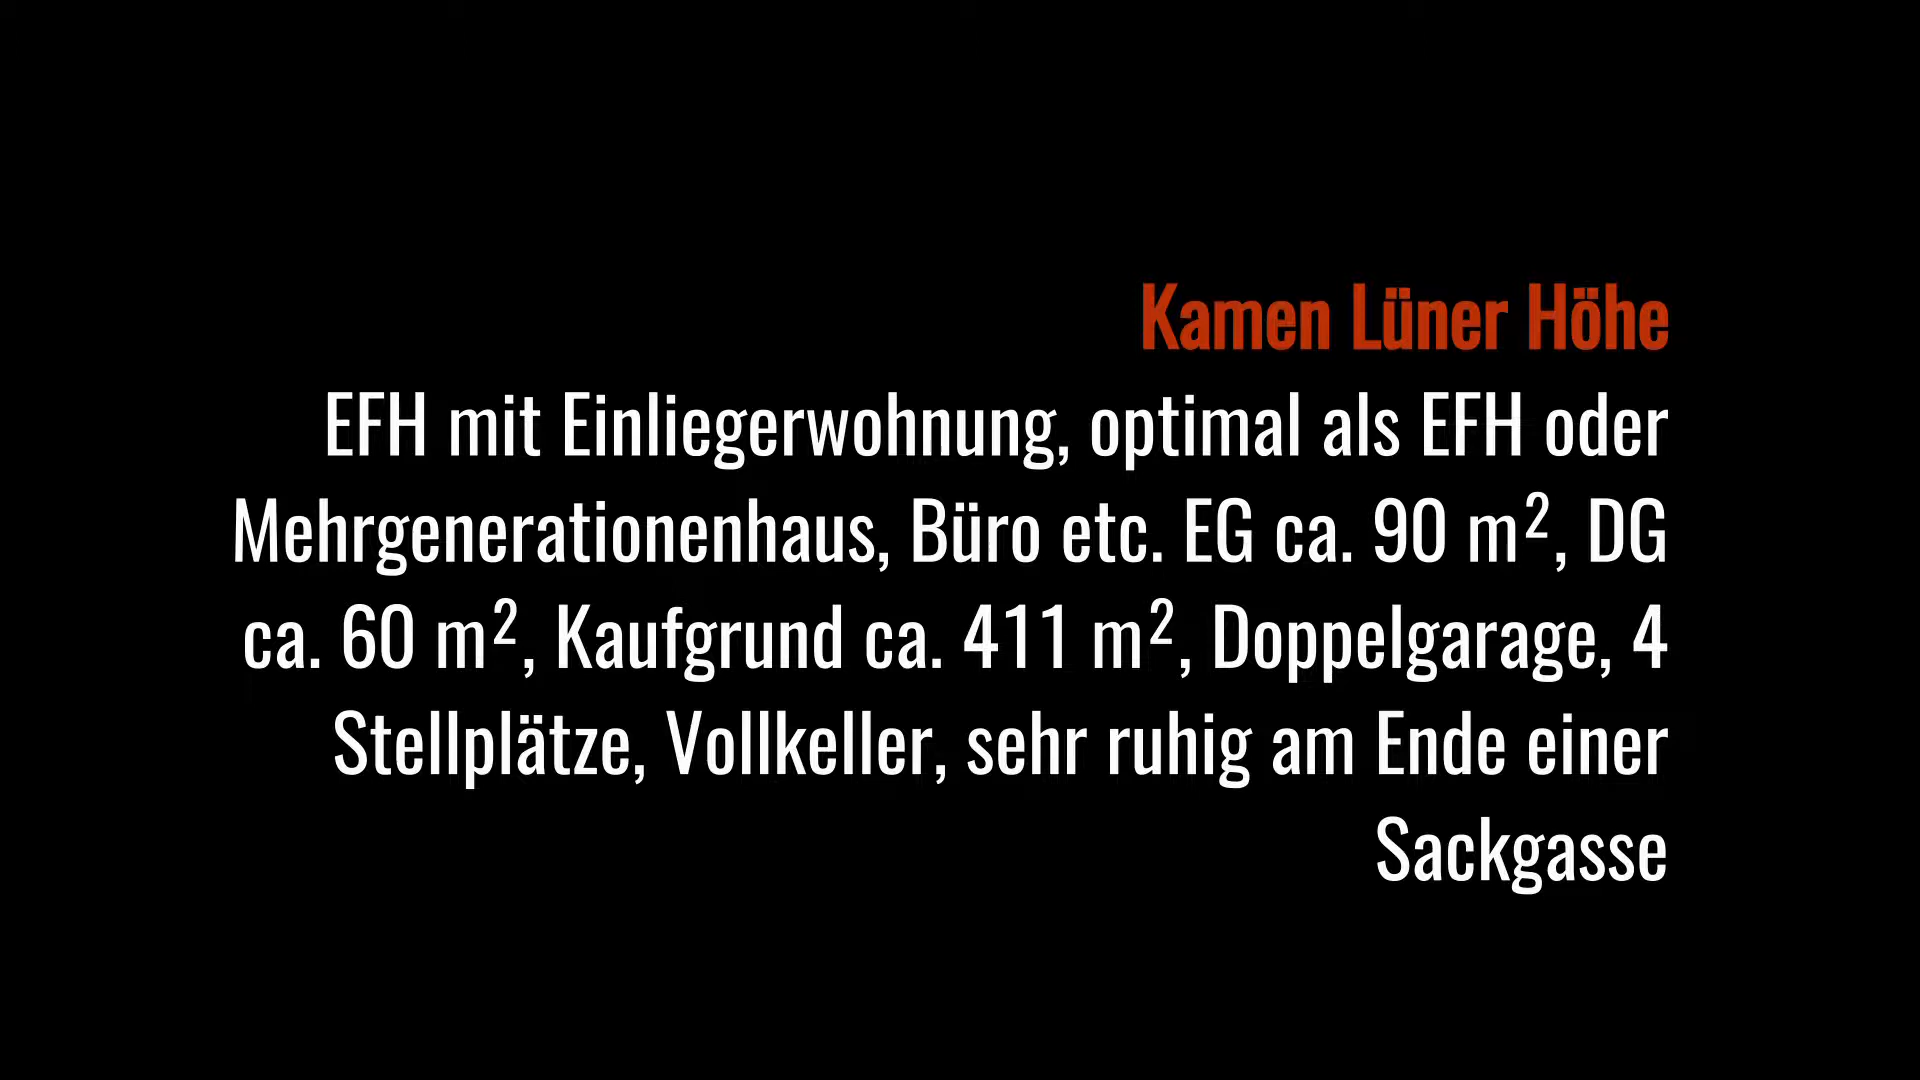 Kamen Lüner Höhe
EFH mit Einliegerwohnung, optimal als EFH oder
Mehrgenerationenhaus, Büro etc. EG ca. 90 m², DG
ca. 60 m², Kaufgrund ca. 411 m², Doppelgarage, 4
Stellplätze, Vollkeller, sehr ruhig am Ende einer
Sackgasse